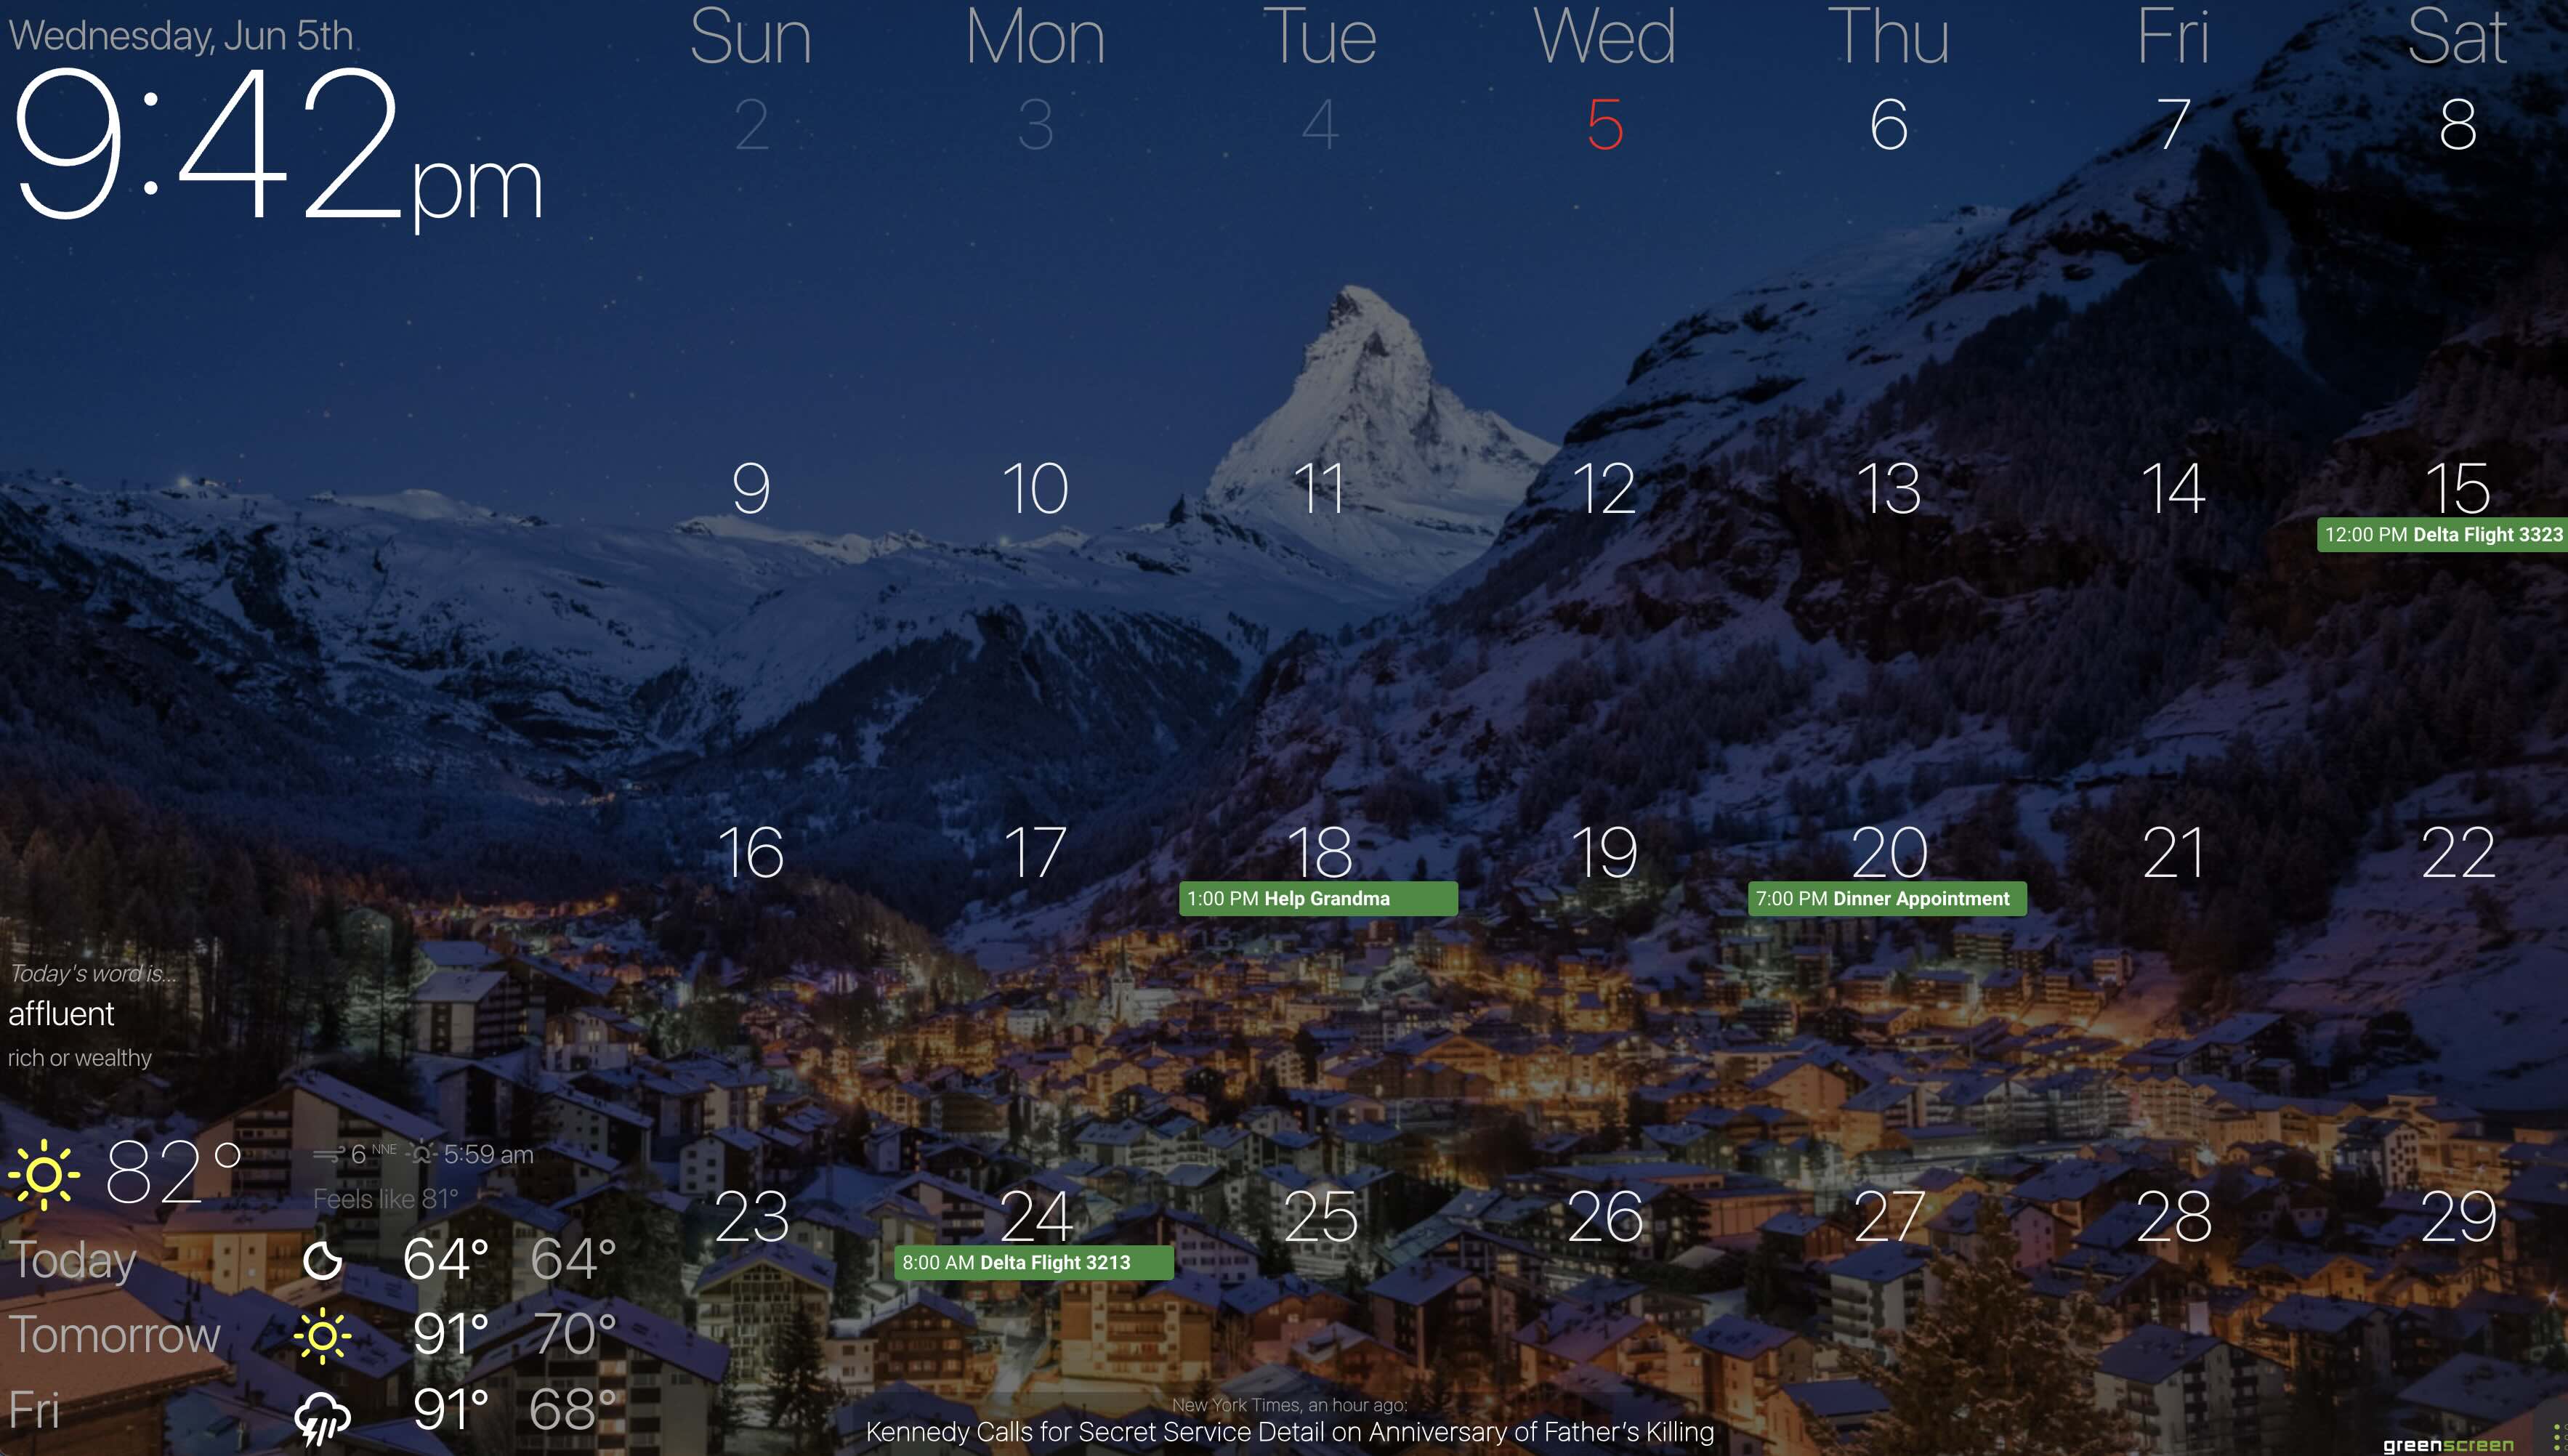 Wednesday, Jun 5th
9:42pm
Sun Mon Tue Wed Thu Fri Sat
2 3 4 5 6 7 8
9 10 11 12 13 14 15
12:00 PM Delta Flight 3323
16 17 18 19 20 21 22
1:00 PM Help Grandma
7:00 PM Dinner Appointment
23 24 25 26 27 28 29
8:00 AM Delta Flight 3213
Today's word is...
affluent
rich or wealthy
82° 6 NNE 5:59 am
Feels like 81°
Today 64° 64°
Tomorrow 91° 70°
Fri 91° 68°
New York Times, an hour ago:
Kennedy Calls for Secret Service Detail on Anniversary of Father’s Killing
greenscreen